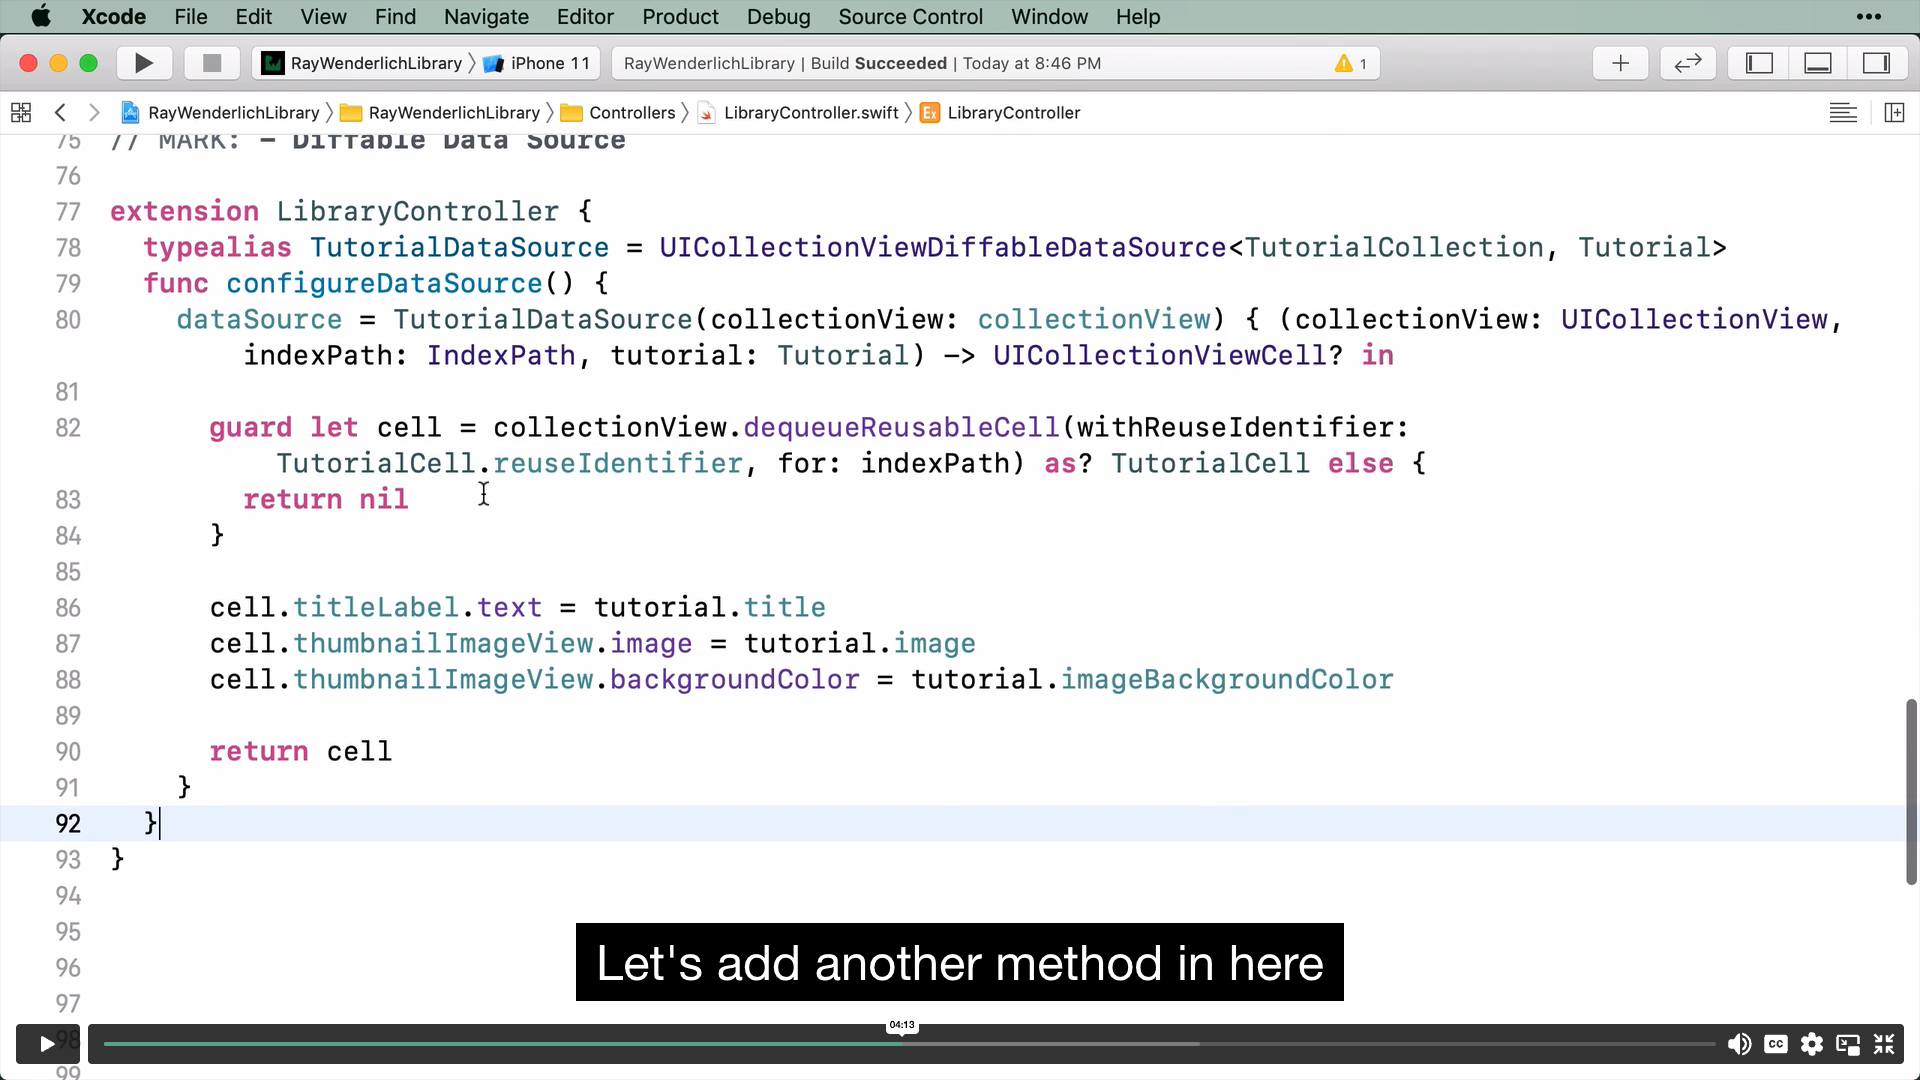 Xcode File Edit View Find Navigate Editor Product Debug Source Control Window Help
RayWenderlichLibrary iPhone 11 RayWenderlichLibrary | Build Succeeded | Today at 8:46 PM 1
RayWenderlichLibrary RayWenderlichLibrary Controllers LibraryController.swift Ex LibraryController
75 // MARK: - Diffable Data Source
76
77 extension LibraryController {
78 typealias TutorialDataSource = UICollectionViewDiffableDataSource<TutorialCollection, Tutorial>
79 func configureDataSource() {
80 dataSource = TutorialDataSource(collectionView: collectionView) { (collectionView: UICollectionView,
indexPath: IndexPath, tutorial: Tutorial) -> UICollectionViewCell? in
81
82 guard let cell = collectionView.dequeueReusableCell(withReuseIdentifier:
TutorialCell.reuseIdentifier, for: indexPath) as? TutorialCell else {
83 return nil
84 }
85
86 cell.titleLabel.text = tutorial.title
87 cell.thumbnailImageView.image = tutorial.image
88 cell.thumbnailImageView.backgroundColor = tutorial.imageBackgroundColor
89
90 return cell
91 }
92 }
93 }
94
95
96
97
98
99
Let's add another method in here
04:13
CC